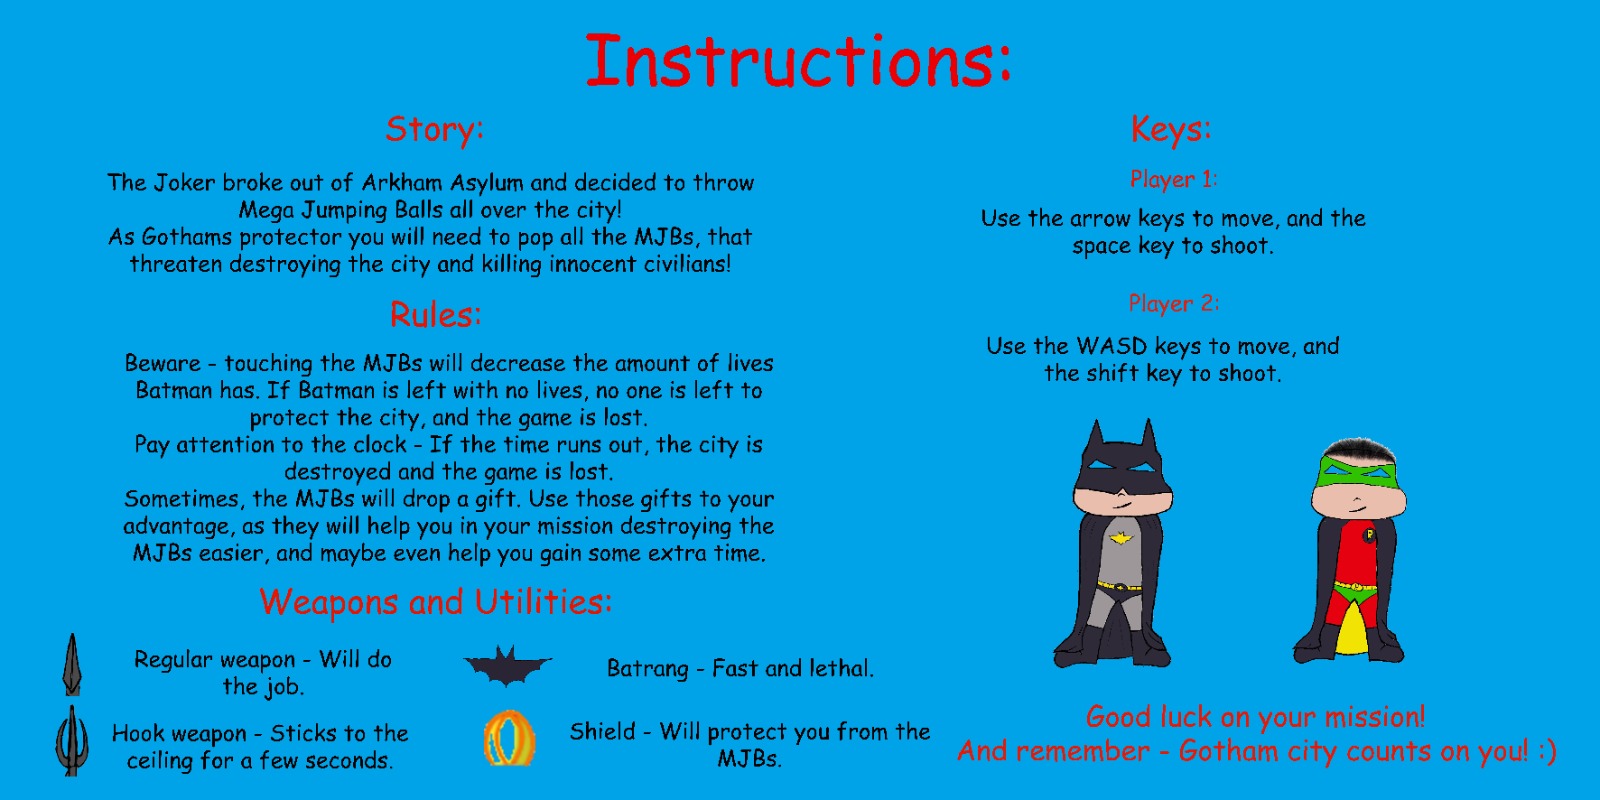 Instructions:
Story:
The Joker broke out of Arkham Asylum and decided to throw
Mega Jumping Balls all over the city!
As Gothams protector you will need to pop all the MJBs, that
threaten destroying the city and killing innocent civilians!
Rules:
Beware - touching the MJBs will decrease the amount of lives
Batman has. If Batman is left with no lives, no one is left to
protect the city, and the game is lost.
Pay attention to the clock - If the time runs out, the city is
destroyed and the game is lost.
Sometimes, the MJBs will drop a gift. Use those gifts to your
advantage, as they will help you in your mission destroying the
MJBs easier, and maybe even help you gain some extra time.
Weapons and Utilities:
Regular weapon - Will do
the job.
Batrang - Fast and lethal.
Hook weapon - Sticks to the
ceiling for a few seconds.
Shield - Will protect you from the
MJBs.
Keys:
Player 1:
Use the arrow keys to move, and the
space key to shoot.
Player 2:
Use the WASD keys to move, and
the shift key to shoot.
R
Good luck on your mission!
And remember - Gotham city counts on you! :)